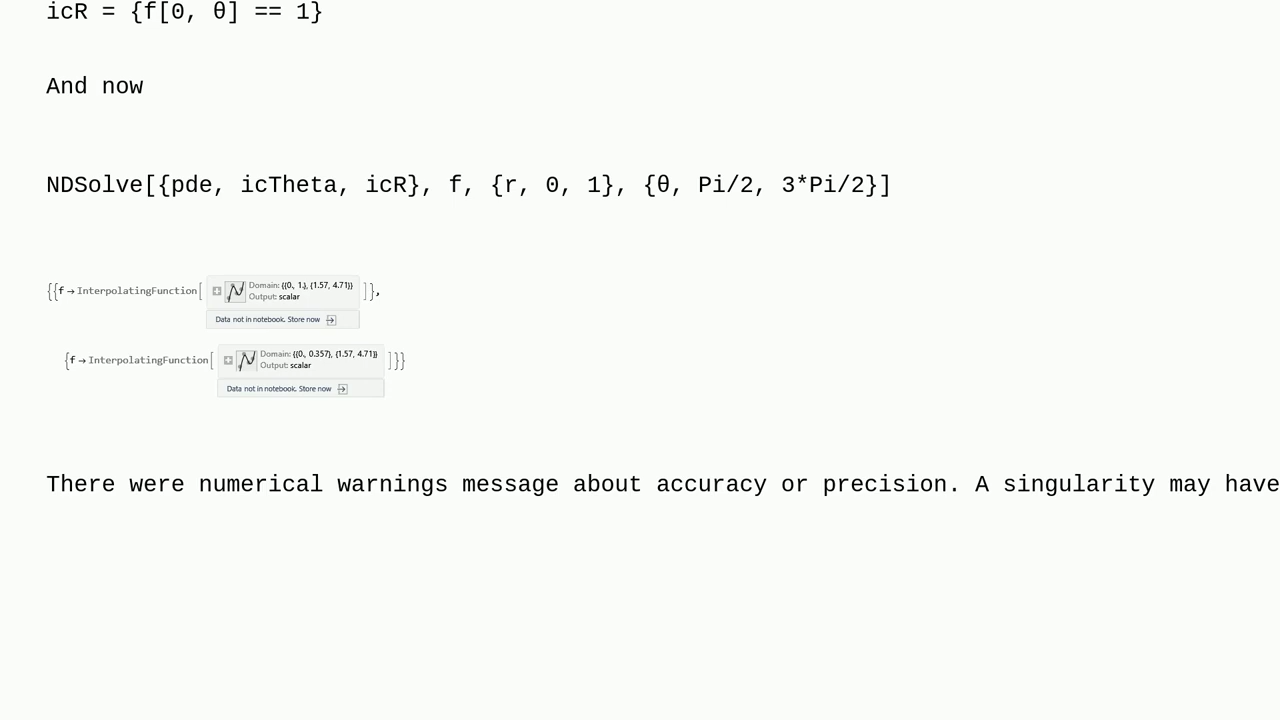 icR = {f[0, θ] == 1}
And now
NDSolve[{pde, icTheta, icR}, f, {r, 0, 1}, {θ, Pi/2, 3*Pi/2}]
{{f → InterpolatingFunction[ Domain: {{0., 1.}, {1.57, 4.71}} ]},
Output: scalar
Data not in notebook. Store now
{f → InterpolatingFunction[ Domain: {{0., 0.357}, {1.57, 4.71}} ]}}
Output: scalar
Data not in notebook. Store now
There were numerical warnings message about accuracy or precision. A singularity may have